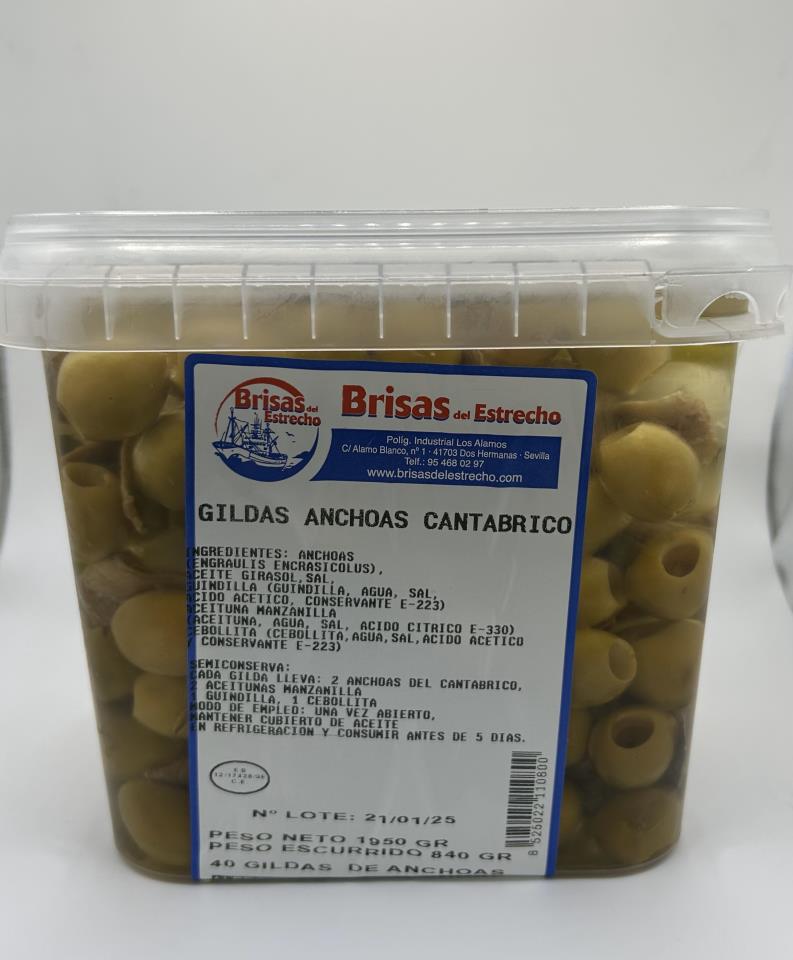 Brisas del
Estrecho
Brisas del Estrecho
Políg. Industrial Los Alamos
C/ Alamo Blanco, nº 1 · 41703 Dos Hermanas · Sevilla
Telf.: 95 468 02 97
www.brisasdelestrecho.com
GILDAS ANCHOAS CANTABRICO
INGREDIENTES: ANCHOAS
(ENGRAULIS ENCRASICOLUS),
ACEITE GIRASOL,SAL,
GUINDILLA (GUINDILLA, AGUA, SAL,
ACIDO ACETICO, CONSERVANTE E-223)
ACEITUNA MANZANILLA
(ACEITUNA, AGUA, SAL, ACIDO CITRICO E-330)
CEBOLLITA (CEBOLLITA,AGUA,SAL,ACIDO ACETICO
Y CONSERVANTE E-223)
SEMICONSERVA:
CADA GILDA LLEVA: 2 ANCHOAS DEL CANTABRICO,
2 ACEITUNAS MANZANILLA
1 GUINDILLA, 1 CEBOLLITA
MODO DE EMPLEO: UNA VEZ ABIERTO,
MANTENER CUBIERTO DE ACEITE
EN REFRIGERACION Y CONSUMIR ANTES DE 5 DIAS.
C.E
Nº LOTE: 21/01/25
PESO NETO 1950 GR
PESO ESCURRIDO 840 GR
40 GILDAS DE ANCHOAS
8 525022 110800